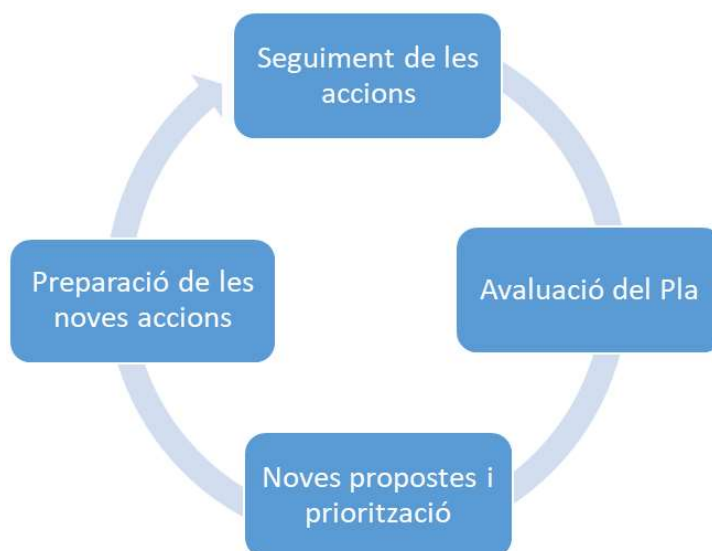 Seguiment de les
accions
Avaluació del Pla
Noves propostes i
priorització
Preparació de les
noves accions